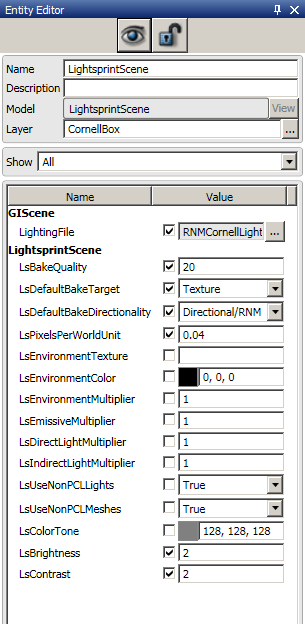 Entity Editor
Name LightsprintScene
Description
Model LightsprintScene View
Layer CornellBox ...
Show All
Name Value
GIScene
LightingFile RNMCornellLight ...
LightsprintScene
LsBakeQuality 20
LsDefaultBakeTarget Texture
LsDefaultBakeDirectionality Directional/RNM
LsPixelsPerWorldUnit 0.04
LsEnvironmentTexture
LsEnvironmentColor 0, 0, 0
LsEnvironmentMultiplier 1
LsEmissiveMultiplier 1
LsDirectLightMultiplier 1
LsIndirectLightMultiplier 1
LsUseNonPCLLights True
LsUseNonPCLMeshes True
LsColorTone 128, 128, 128
LsBrightness 2
LsContrast 2